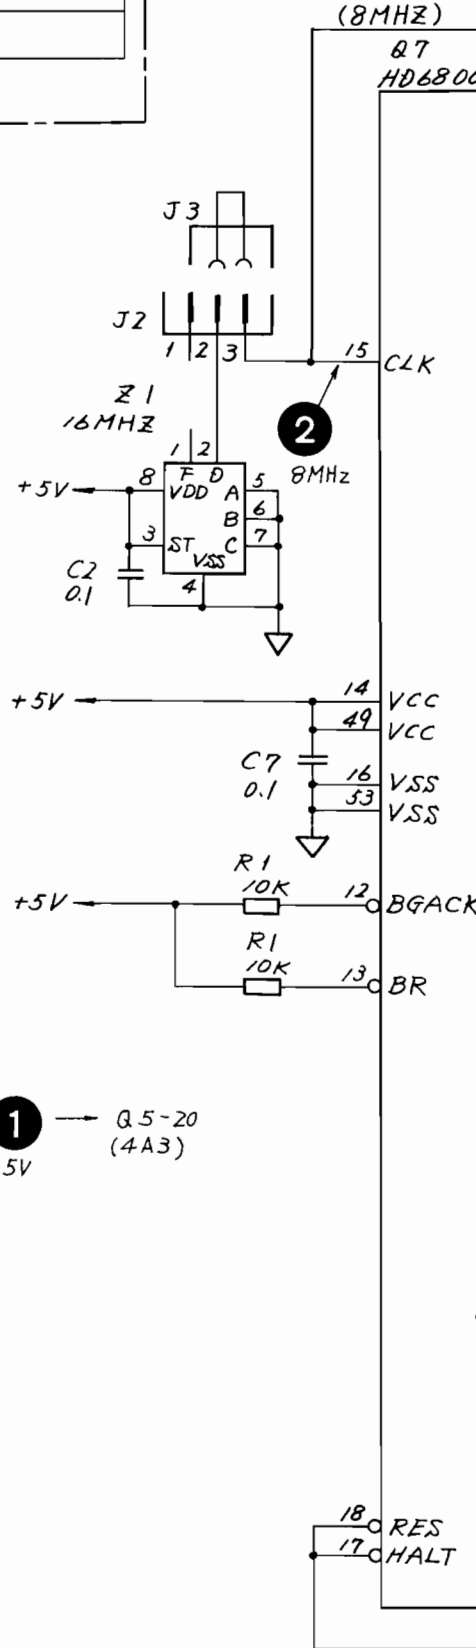 (8MHZ)
Q7
HD6800
J3
J2
1 2 3
15 CLK
Z1
16MHZ
2
8MHz
1 2
F D
+5V 8 VDD A 5
B 6
3 ST C 7
VSS
4
C2
0.1
+5V 14 VCC
49 VCC
C7
0.1
16 VSS
53 VSS
R1
10K
+5V 12 BGACK
R1
10K
13 BR
1 Q5-20
(4A3)
5V
18 RES
17 HALT